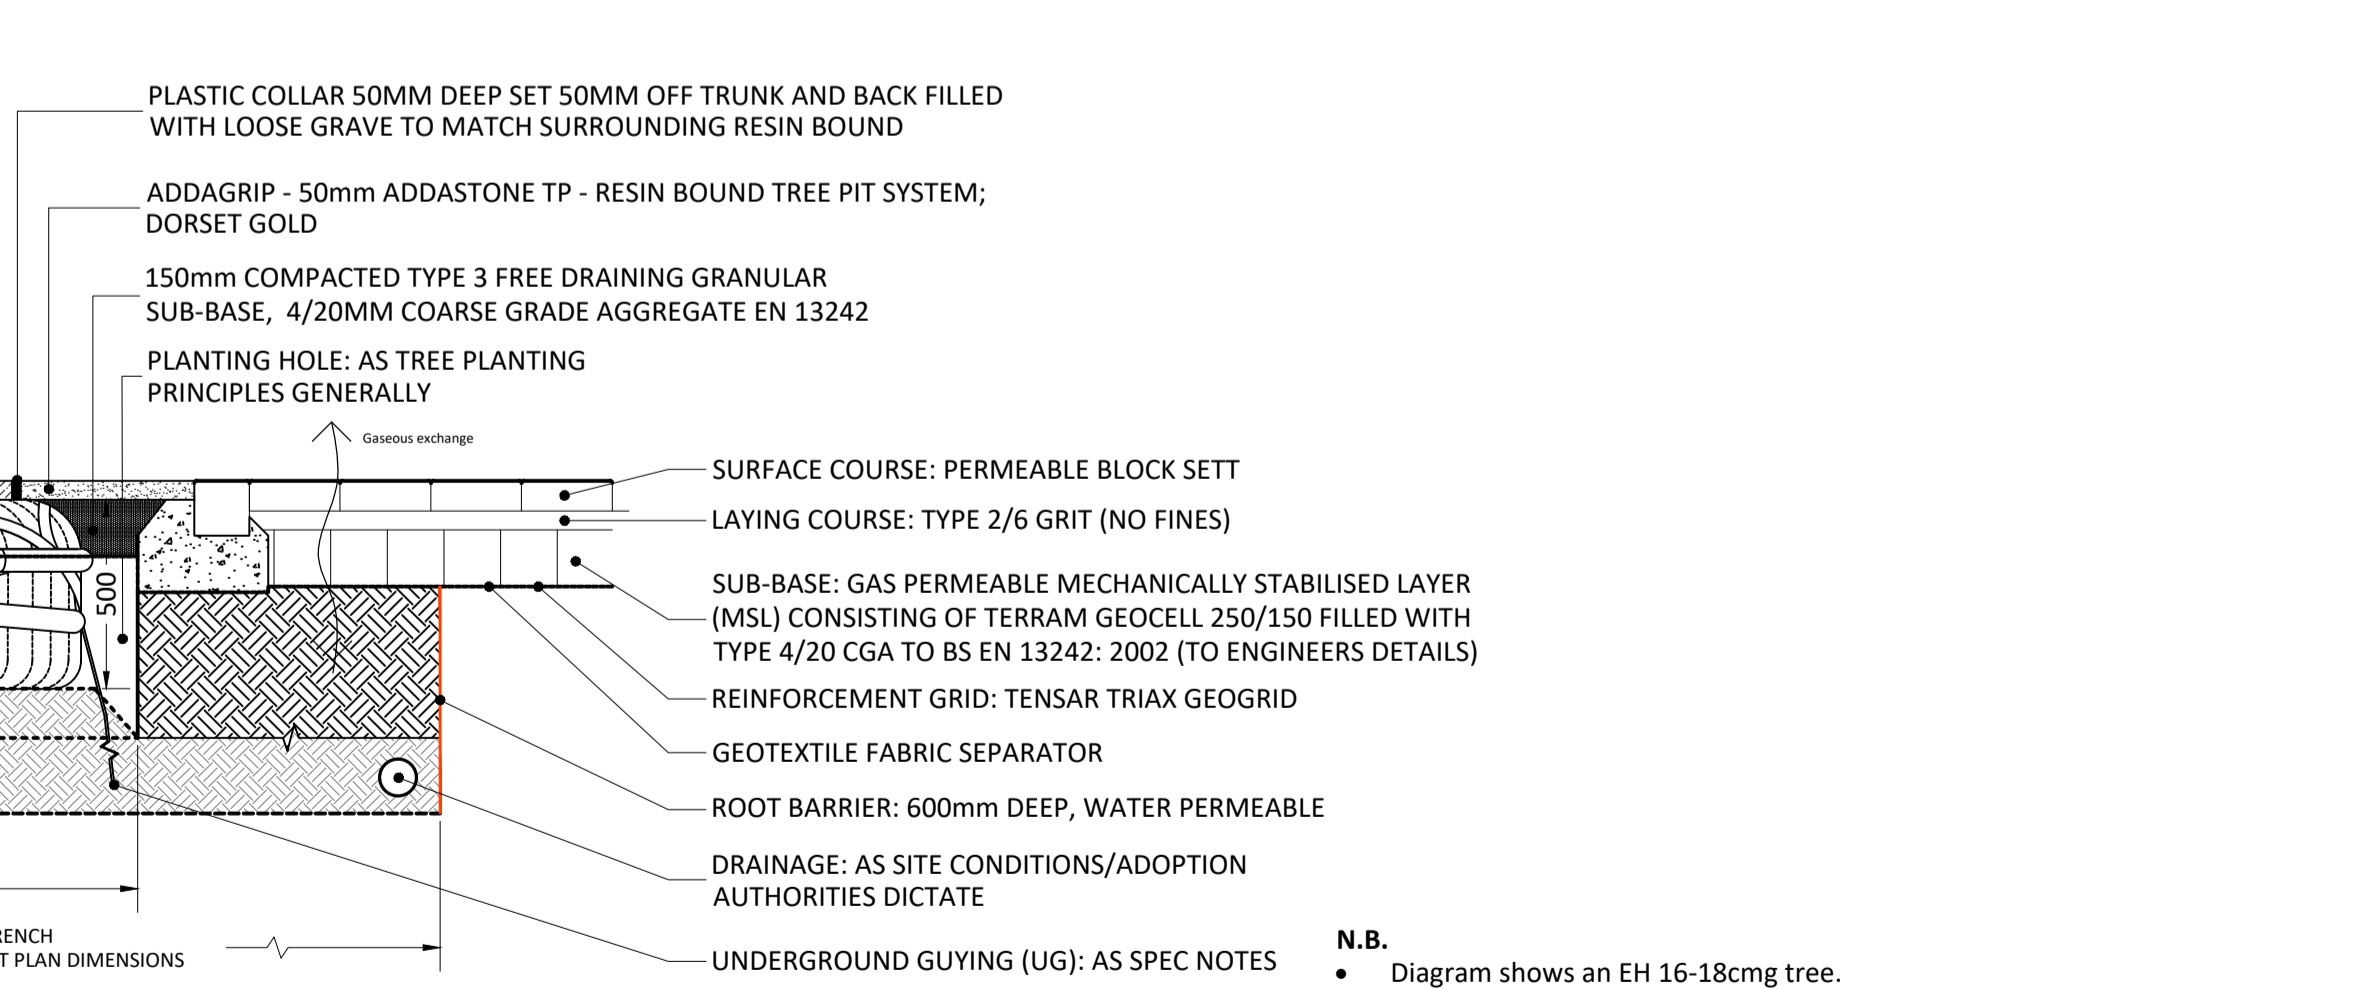 PLASTIC COLLAR 50MM DEEP SET 50MM OFF TRUNK AND BACK FILLED
WITH LOOSE GRAVE TO MATCH SURROUNDING RESIN BOUND
ADDAGRIP - 50mm ADDASTONE TP - RESIN BOUND TREE PIT SYSTEM;
DORSET GOLD
150mm COMPACTED TYPE 3 FREE DRAINING GRANULAR
SUB-BASE, 4/20MM COARSE GRADE AGGREGATE EN 13242
PLANTING HOLE: AS TREE PLANTING
PRINCIPLES GENERALLY
Gaseous exchange
SURFACE COURSE: PERMEABLE BLOCK SETT
LAYING COURSE: TYPE 2/6 GRIT (NO FINES)
500
SUB-BASE: GAS PERMEABLE MECHANICALLY STABILISED LAYER
(MSL) CONSISTING OF TERRAM GEOCELL 250/150 FILLED WITH
TYPE 4/20 CGA TO BS EN 13242: 2002 (TO ENGINEERS DETAILS)
REINFORCEMENT GRID: TENSAR TRIAX GEOGRID
GEOTEXTILE FABRIC SEPARATOR
ROOT BARRIER: 600mm DEEP, WATER PERMEABLE
DRAINAGE: AS SITE CONDITIONS/ADOPTION
AUTHORITIES DICTATE
UNDERGROUND GUYING (UG): AS SPEC NOTES
RENCH
T PLAN DIMENSIONS
N.B.
• Diagram shows an EH 16-18cmg tree.